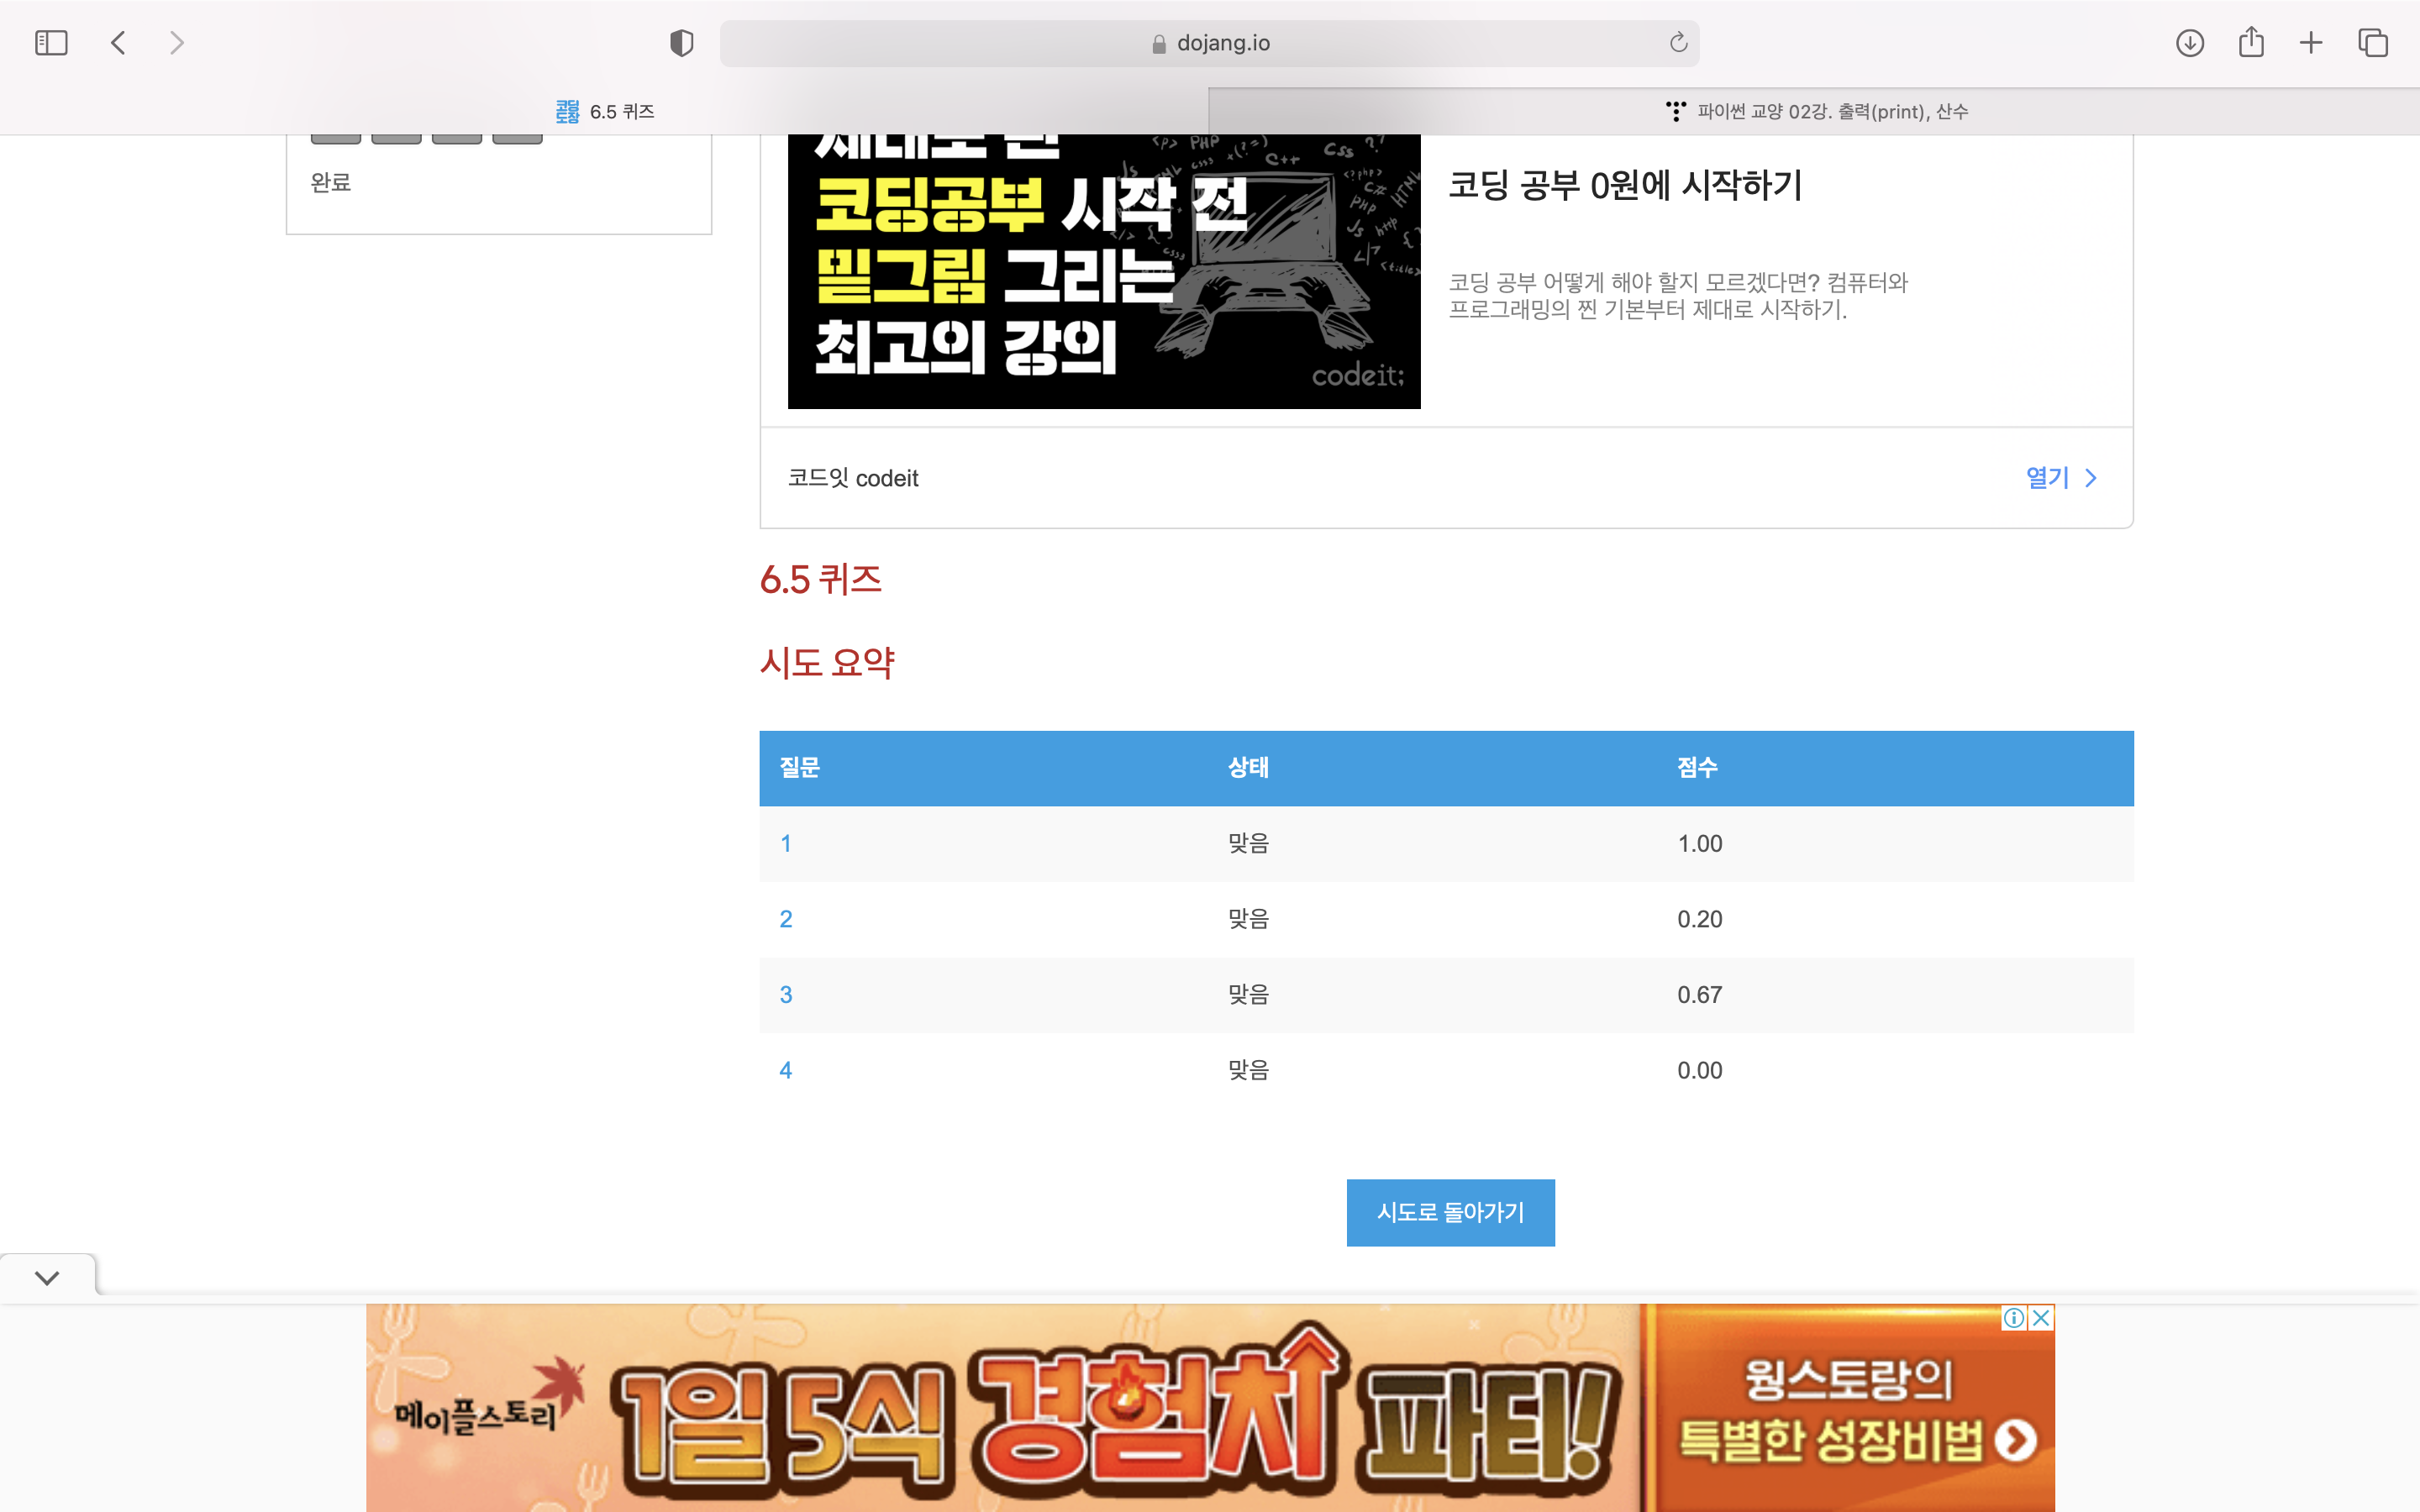 dojang.io
코딩도장 6.5 퀴즈
파이썬 교양 02강. 출력(print), 산수
완료
제대로 된
코딩공부 시작 전
밑그림 그리는
최고의 강의
codeit;
코딩 공부 0원에 시작하기
코딩 공부 어떻게 해야 할지 모르겠다면? 컴퓨터와
프로그래밍의 찐 기본부터 제대로 시작하기.
코드잇 codeit
열기
6.5 퀴즈
시도 요약
질문 상태 점수
1 맞음 1.00
2 맞음 0.20
3 맞음 0.67
4 맞음 0.00
시도로 돌아가기
메이플스토리
1일 5식 경험치 파티!
웡스토랑의
특별한 성장비법